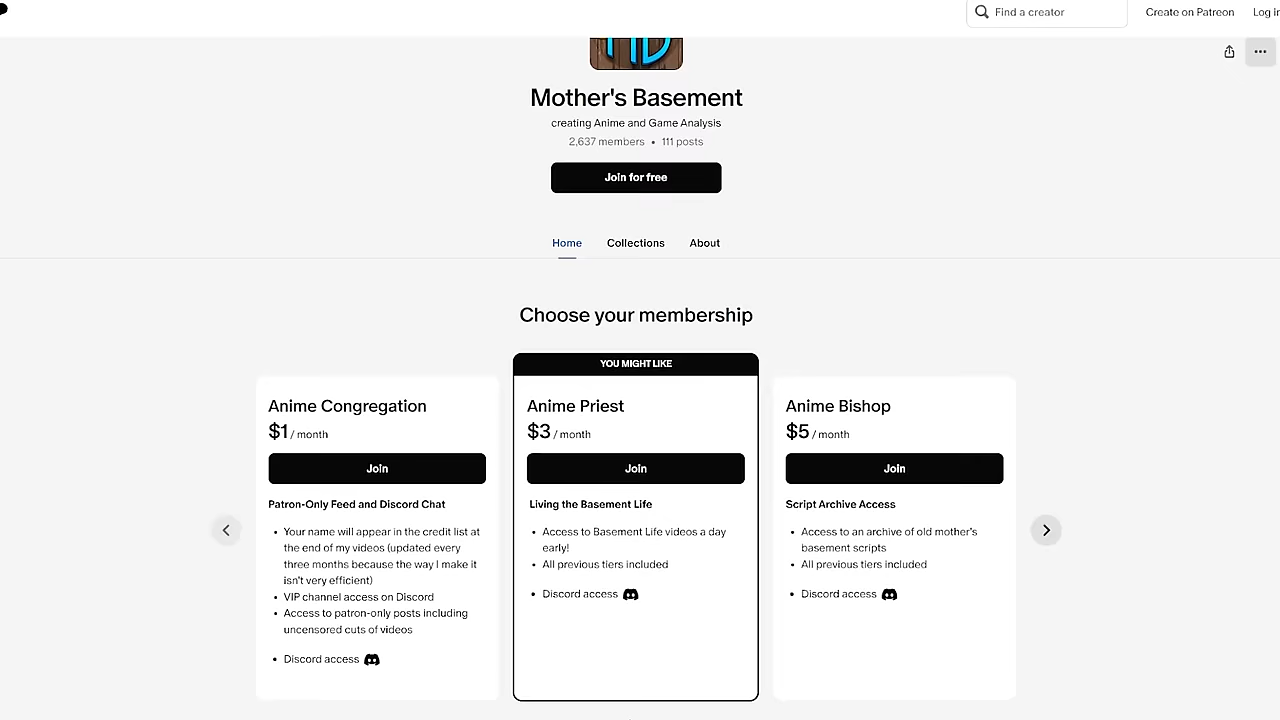 Find a creator
Create on Patreon
Log in
Mother's Basement
creating Anime and Game Analysis
2,637 members • 111 posts
Join for free
Home
Collections
About
Choose your membership
YOU MIGHT LIKE
Anime Congregation
$1 / month
Join
Patron-Only Feed and Discord Chat
• Your name will appear in the credit list at
the end of my videos (updated every
three months because the way I make it
isn't very efficient)
• VIP channel access on Discord
• Access to patron-only posts including
uncensored cuts of videos
• Discord access
Anime Priest
$3 / month
Join
Living the Basement Life
• Access to Basement Life videos a day
early!
• All previous tiers included
• Discord access
Anime Bishop
$5 / month
Join
Script Archive Access
• Access to an archive of old mother's
basement scripts
• All previous tiers included
• Discord access